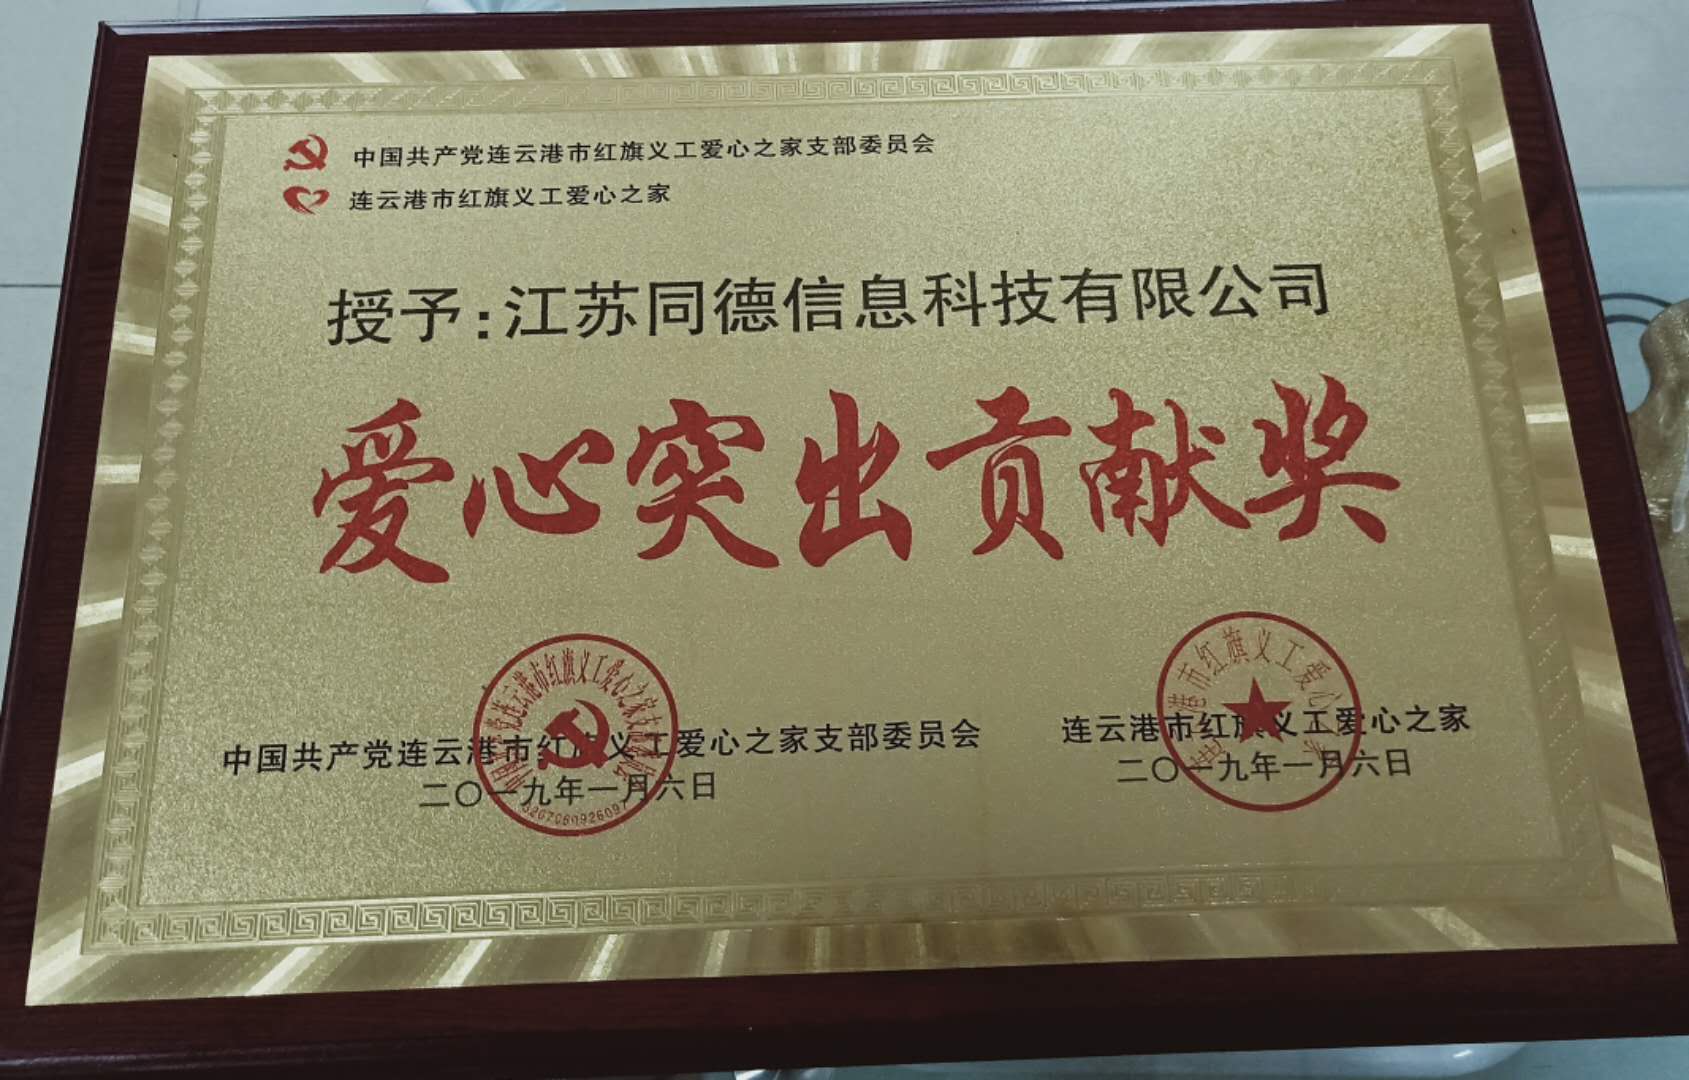 中国共产党连云港市红旗义工爱心之家支部委员会
连云港市红旗义工爱心之家
授予:江苏同德信息科技有限公司
爱心突出贡献奖
中国共产党连云港市红旗义工爱心之家支部委员会
二〇一九年一月六日
连云港市红旗义工爱心之家
二〇一九年一月六日